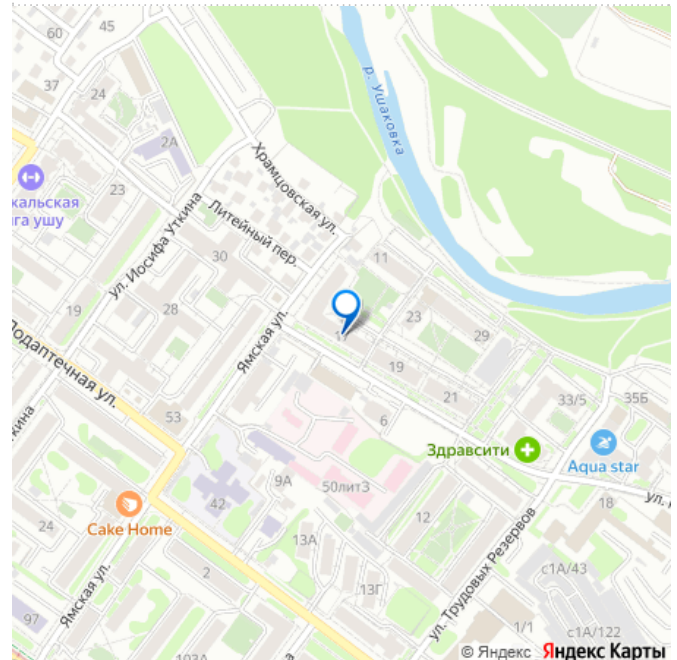 60
45
37
24
2А
р. Ушаковка
Храмцовская ул.
23
кальская
га ушу
Литейный пер.
ул. Иосифа Уткина
11
30
19
28
Ямская ул.
23
29
Подаптечная ул.
19
21
53
6
33/5
35Б
Здравсити
Aqua star
9А
50лит3
42
18
24
Cake Home
12
ул. Трудовых Резервов
13А
с1А/43
2
Ямская ул.
13Г
97
1/1
с1А/122
103А
© Яндекс Яндекс Карты